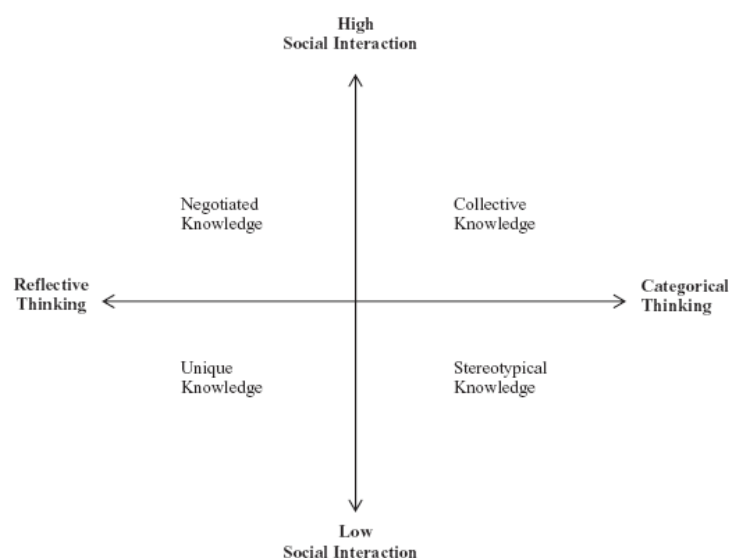 High
Social Interaction
Negotiated
Knowledge
Collective
Knowledge
Reflective
Thinking
Categorical
Thinking
Unique
Knowledge
Stereotypical
Knowledge
Low
Social Interaction